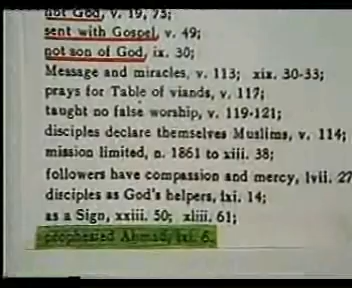 not God, v. 19, 75;
sent with Gospel, v. 49;
not son of God, ix. 30;
Message and miracles, v. 113; xix. 30-33;
prays for Table of viands, v. 117;
taught no false worship, v. 119-121;
disciples declare themselves Muslims, v. 114;
mission limited, n. 1861 to xiii. 38;
followers have compassion and mercy, lvii. 27
disciples as God's helpers, lxi. 14;
as a Sign, xxiii. 50; xliii. 61;
prophesied Ahmad, lxi. 6.